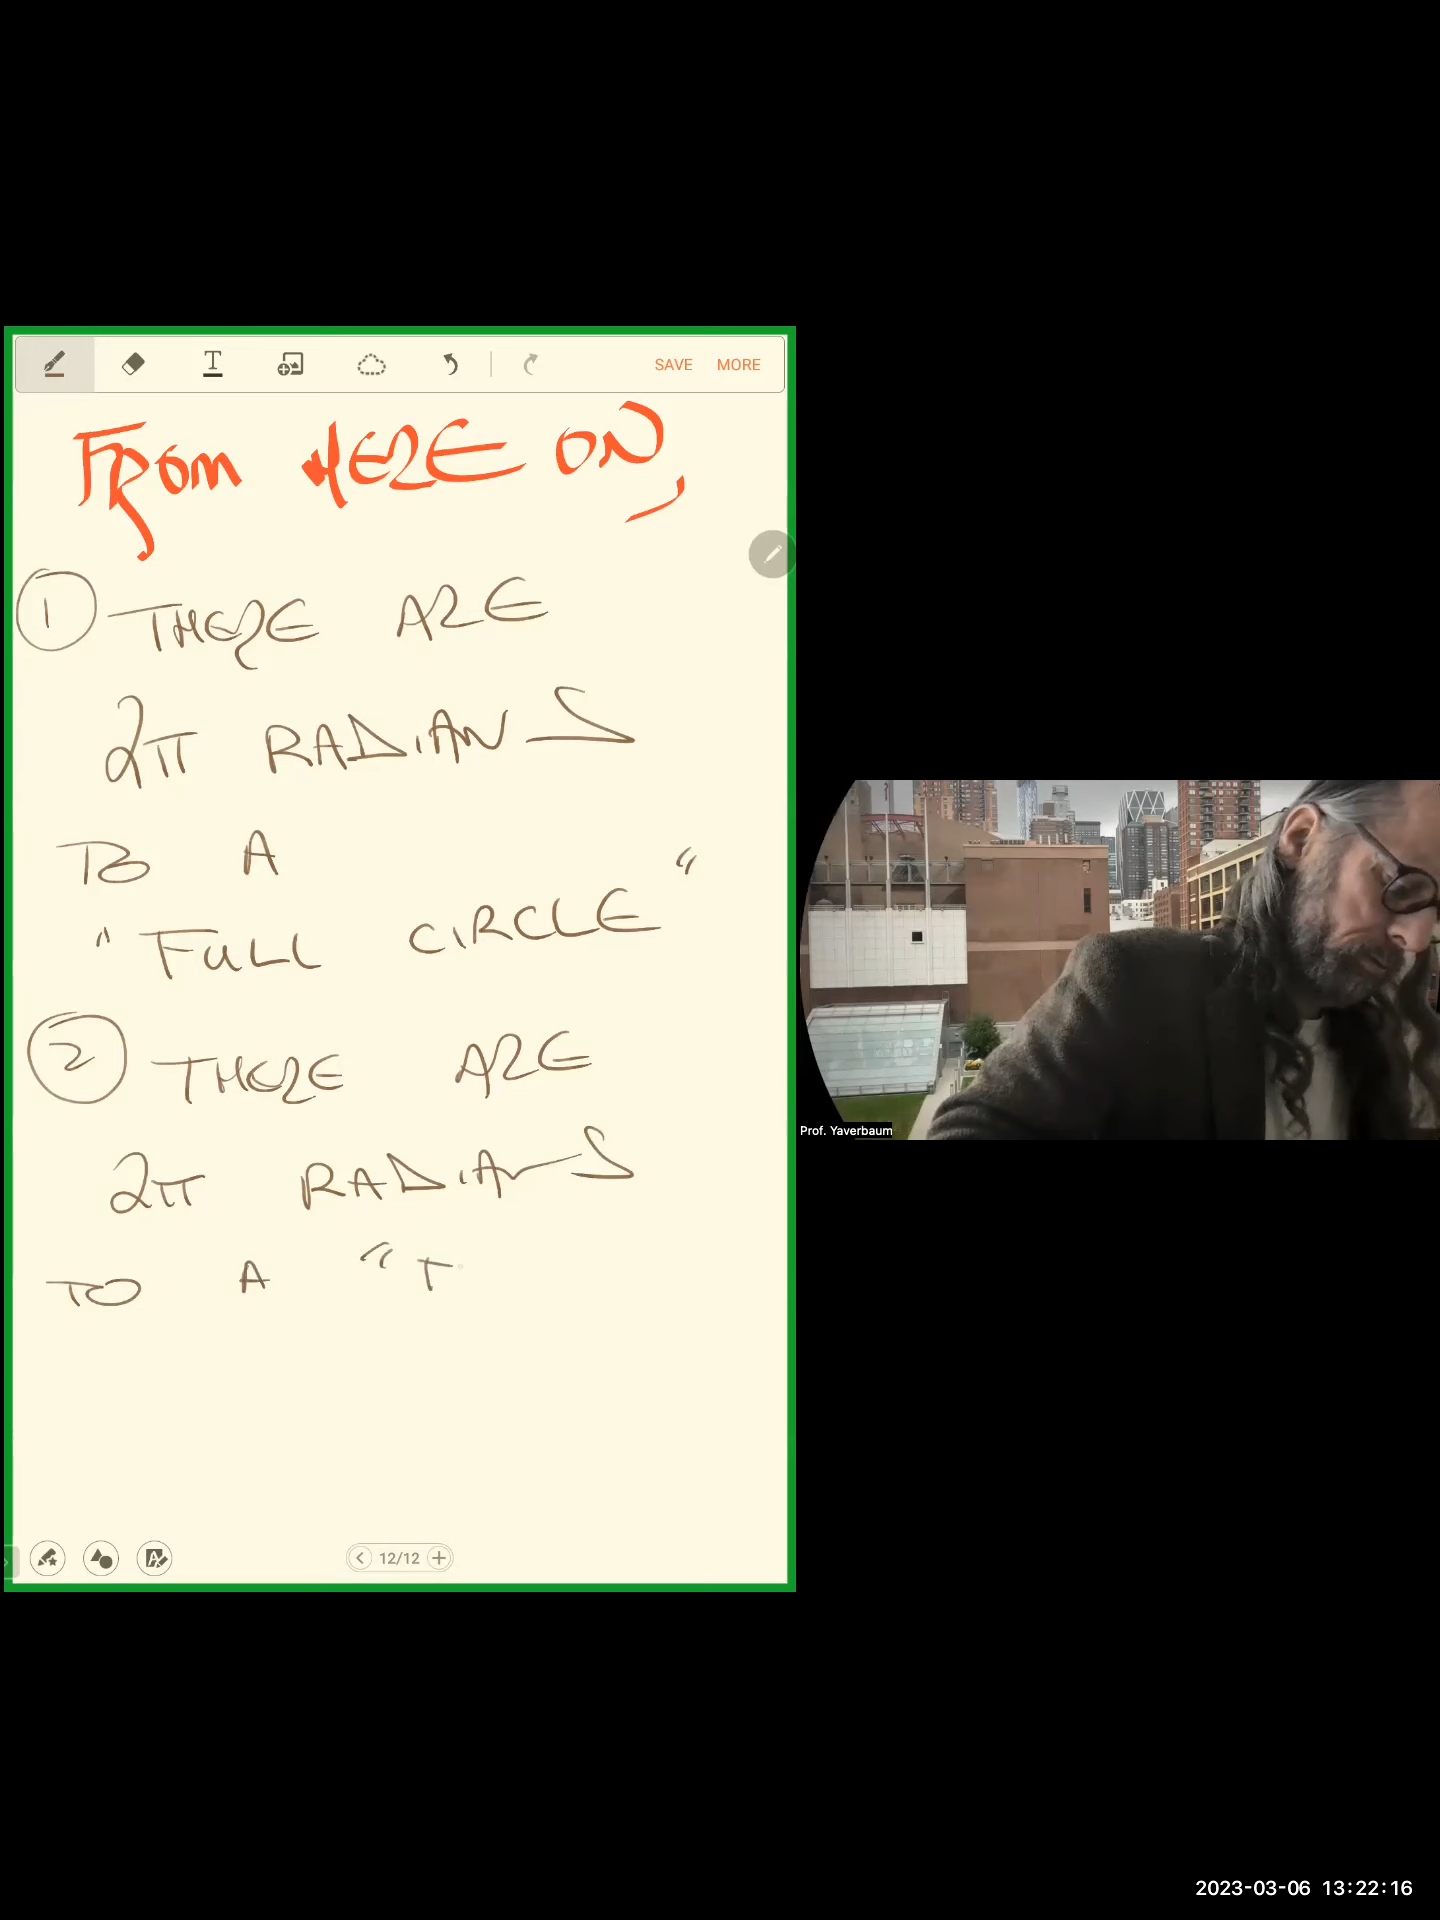 SAVE MORE
FROM HERE ON,
1 THERE ARE
2π RADIANS
TO A
"FULL CIRCLE"
2 THERE ARE
2π RADIANS
TO A "T
12/12
Prof. Yaverbaum
2023-03-06 13:22:16